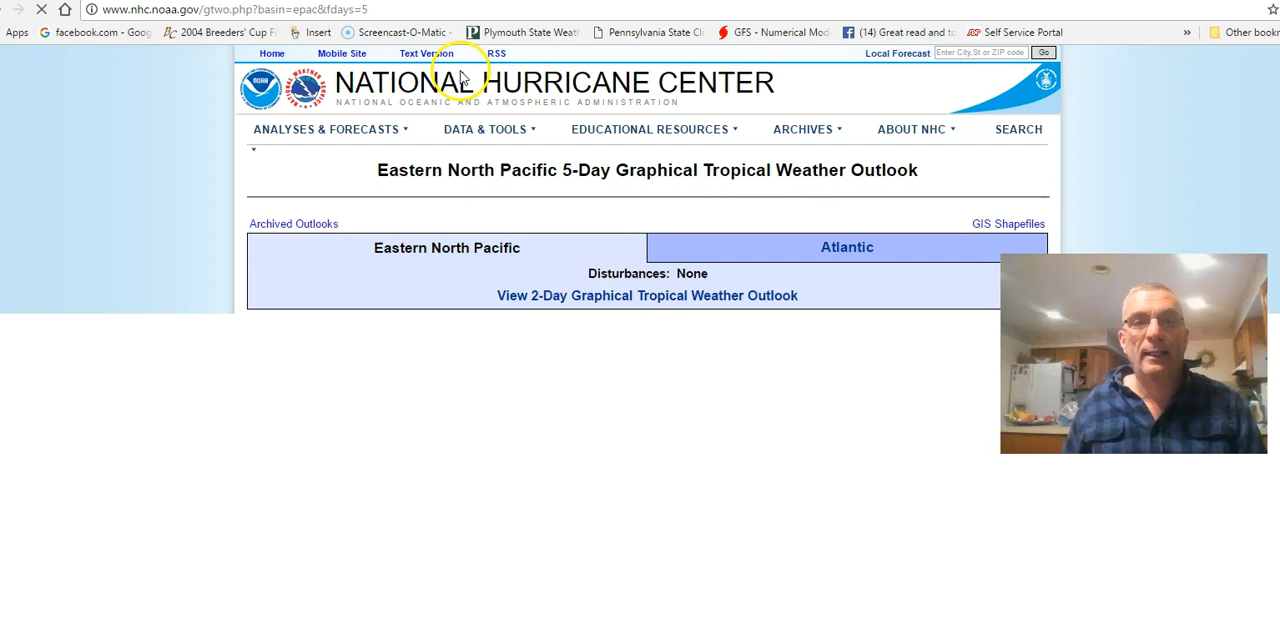 www.nhc.noaa.gov/gtwo.php?basin=epac&fdays=5
Apps facebook.com - Goog 2004 Breeders' Cup F Insert Screencast-O-Matic - Plymouth State Weat Pennsylvania State Cl GFS - Numerical Mod (14) Great read and to Self Service Portal » Other bookr
Home Mobile Site Text Version RSS Local Forecast Enter City,St or ZIP code Go
NATIONAL HURRICANE CENTER
NATIONAL OCEANIC AND ATMOSPHERIC ADMINISTRATION
ANALYSES & FORECASTS ▾ DATA & TOOLS ▾ EDUCATIONAL RESOURCES ▾ ARCHIVES ▾ ABOUT NHC ▾ SEARCH
Eastern North Pacific 5-Day Graphical Tropical Weather Outlook
Archived Outlooks GIS Shapefiles
Eastern North Pacific Atlantic
Disturbances: None
View 2-Day Graphical Tropical Weather Outlook